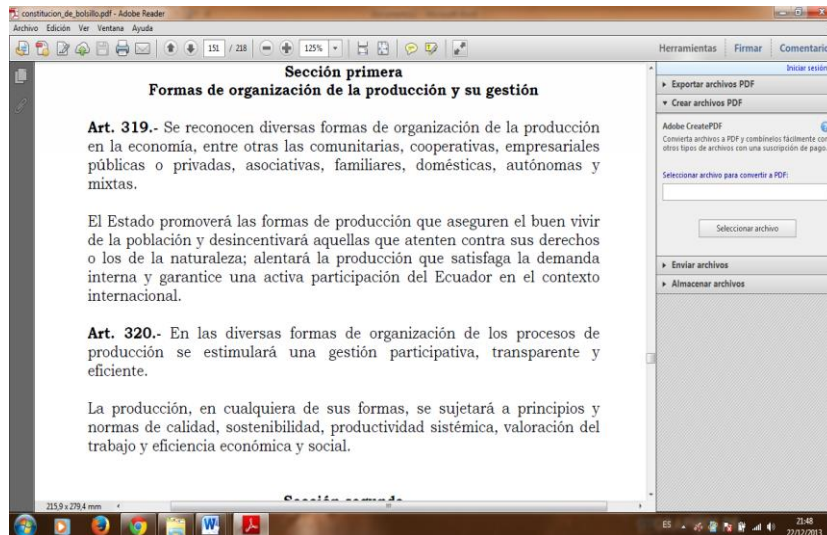 constitucion_de_bolsillo.pdf - Adobe Reader
Archivo Edición Ver Ventana Ayuda
151 / 218 125% Herramientas Firmar Comentario
Iniciar sesión
Sección primera
Formas de organización de la producción y su gestión
Art. 319.- Se reconocen diversas formas de organización de la producción
en la economía, entre otras las comunitarias, cooperativas, empresariales
públicas o privadas, asociativas, familiares, domésticas, autónomas y
mixtas.
El Estado promoverá las formas de producción que aseguren el buen vivir
de la población y desincentivará aquellas que atenten contra sus derechos
o los de la naturaleza; alentará la producción que satisfaga la demanda
interna y garantice una activa participación del Ecuador en el contexto
internacional.
Art. 320.- En las diversas formas de organización de los procesos de
producción se estimulará una gestión participativa, transparente y
eficiente.
La producción, en cualquiera de sus formas, se sujetará a principios y
normas de calidad, sostenibilidad, productividad sistémica, valoración del
trabajo y eficiencia económica y social.
Sección segunda
215,9 x 279,4 mm
Exportar archivos PDF
Crear archivos PDF
Adobe CreatePDF
Convierta archivos a PDF y combínelos fácilmente con
otros tipos de archivos con una suscripción de pago.
Seleccionar archivo para convertir a PDF:
Seleccionar archivo
Enviar archivos
Almacenar archivos
ES
21:48
22/12/2013